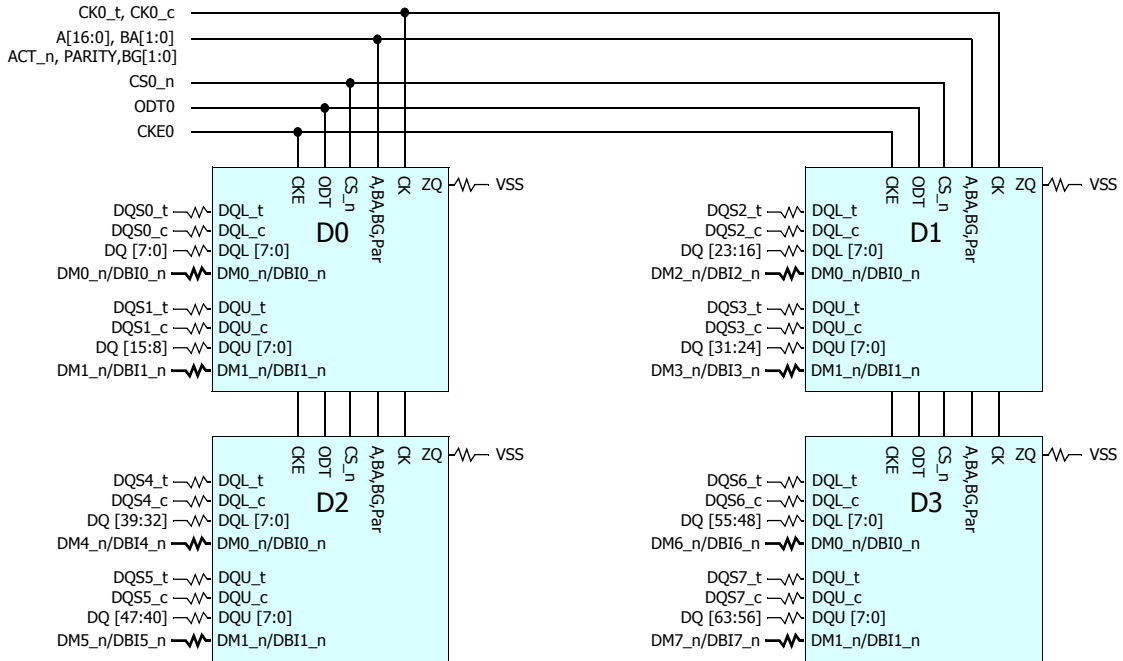 CK0_t, CK0_c
A[16:0], BA[1:0]
ACT_n, PARITY,BG[1:0]
CS0_n
ODT0
CKE0
CKE
ODT
CS_n
A,BA,BG,Par
CK
ZQ
VSS
D0
DQS0_t
DQL_t
DQS0_c
DQL_c
DQ [7:0]
DQL [7:0]
DM0_n/DBI0_n
DM0_n/DBI0_n
DQS1_t
DQU_t
DQS1_c
DQU_c
DQ [15:8]
DQU [7:0]
DM1_n/DBI1_n
DM1_n/DBI1_n
CKE
ODT
CS_n
A,BA,BG,Par
CK
ZQ
VSS
D1
DQS2_t
DQL_t
DQS2_c
DQL_c
DQ [23:16]
DQL [7:0]
DM2_n/DBI2_n
DM0_n/DBI0_n
DQS3_t
DQU_t
DQS3_c
DQU_c
DQ [31:24]
DQU [7:0]
DM3_n/DBI3_n
DM1_n/DBI1_n
CKE
ODT
CS_n
A,BA,BG,Par
CK
ZQ
VSS
D2
DQS4_t
DQL_t
DQS4_c
DQL_c
DQ [39:32]
DQL [7:0]
DM4_n/DBI4_n
DM0_n/DBI0_n
DQS5_t
DQU_t
DQS5_c
DQU_c
DQ [47:40]
DQU [7:0]
DM5_n/DBI5_n
DM1_n/DBI1_n
CKE
ODT
CS_n
A,BA,BG,Par
CK
ZQ
VSS
D3
DQS6_t
DQL_t
DQS6_c
DQL_c
DQ [55:48]
DQL [7:0]
DM6_n/DBI6_n
DM0_n/DBI0_n
DQS7_t
DQU_t
DQS7_c
DQU_c
DQ [63:56]
DQU [7:0]
DM7_n/DBI7_n
DM1_n/DBI1_n